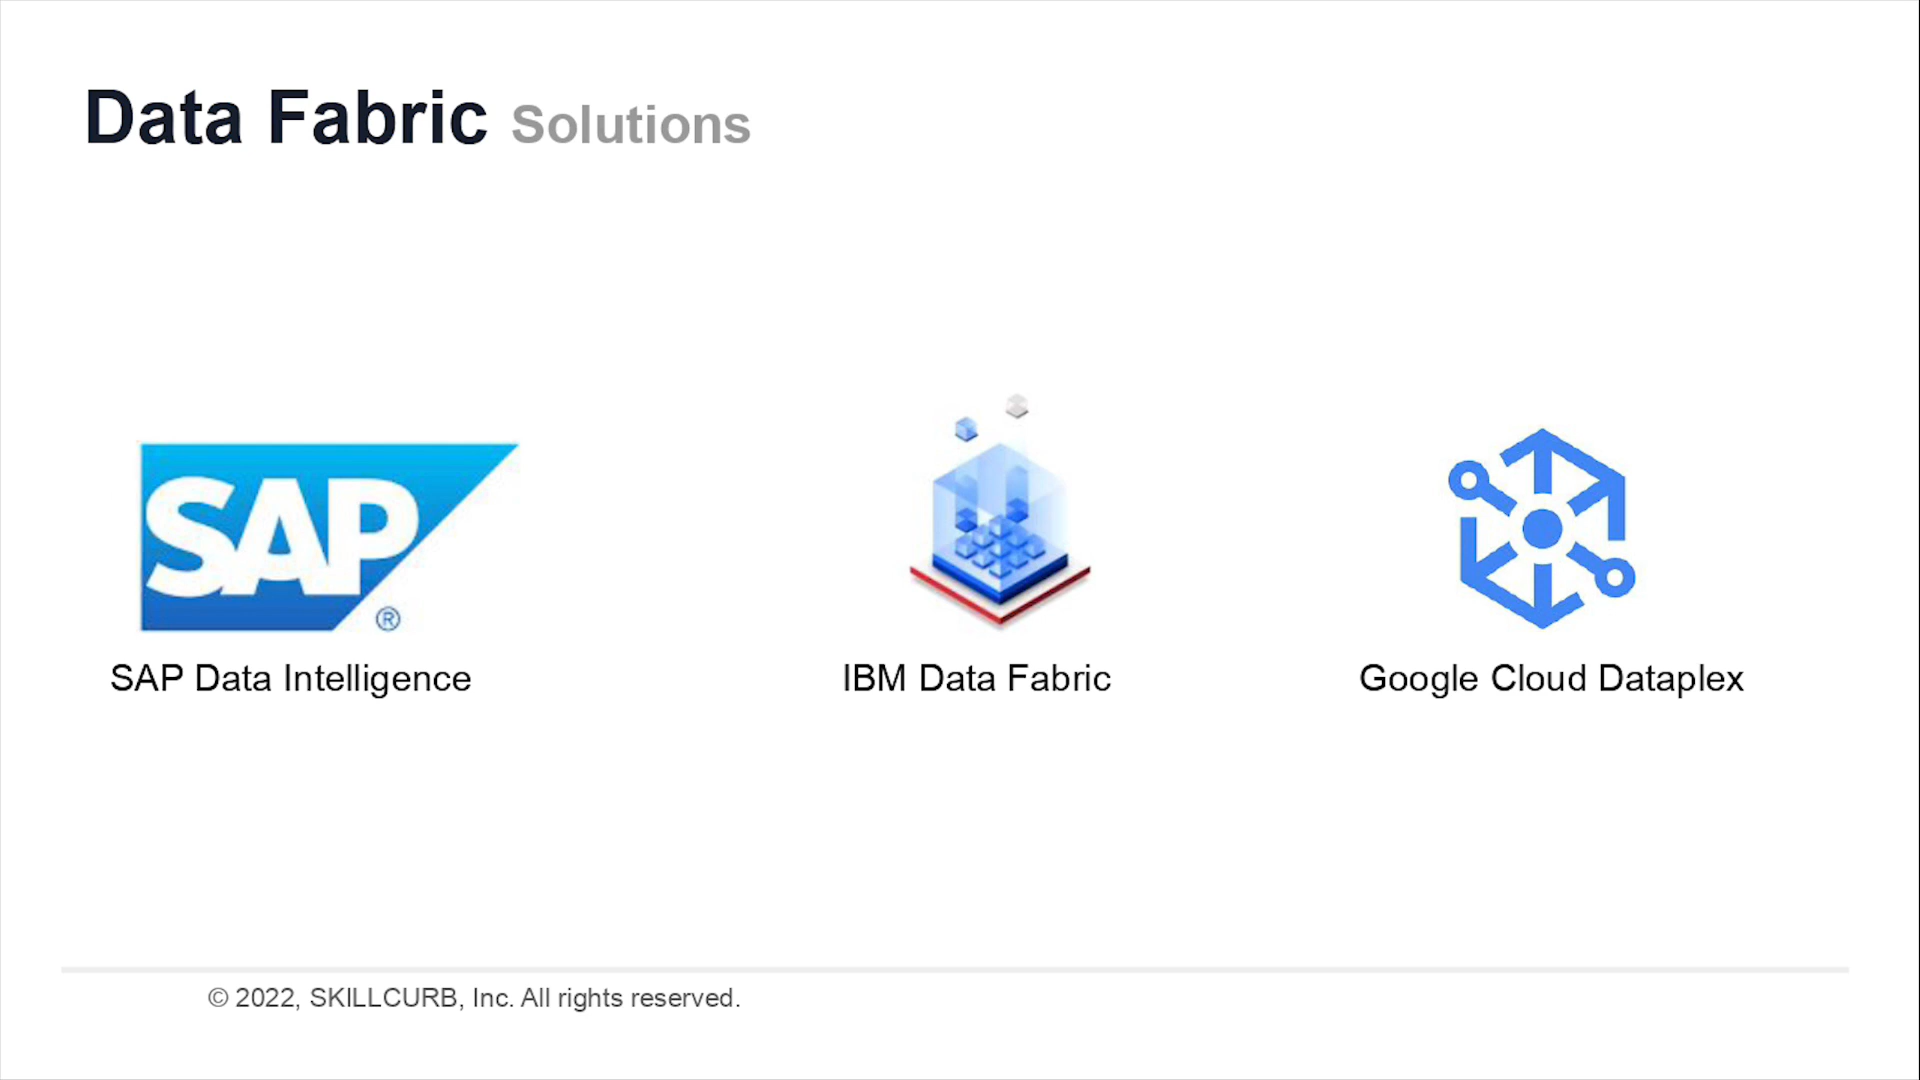 Data Fabric Solutions
SAP
®
SAP Data Intelligence
IBM Data Fabric
Google Cloud Dataplex
© 2022, SKILLCURB, Inc. All rights reserved.